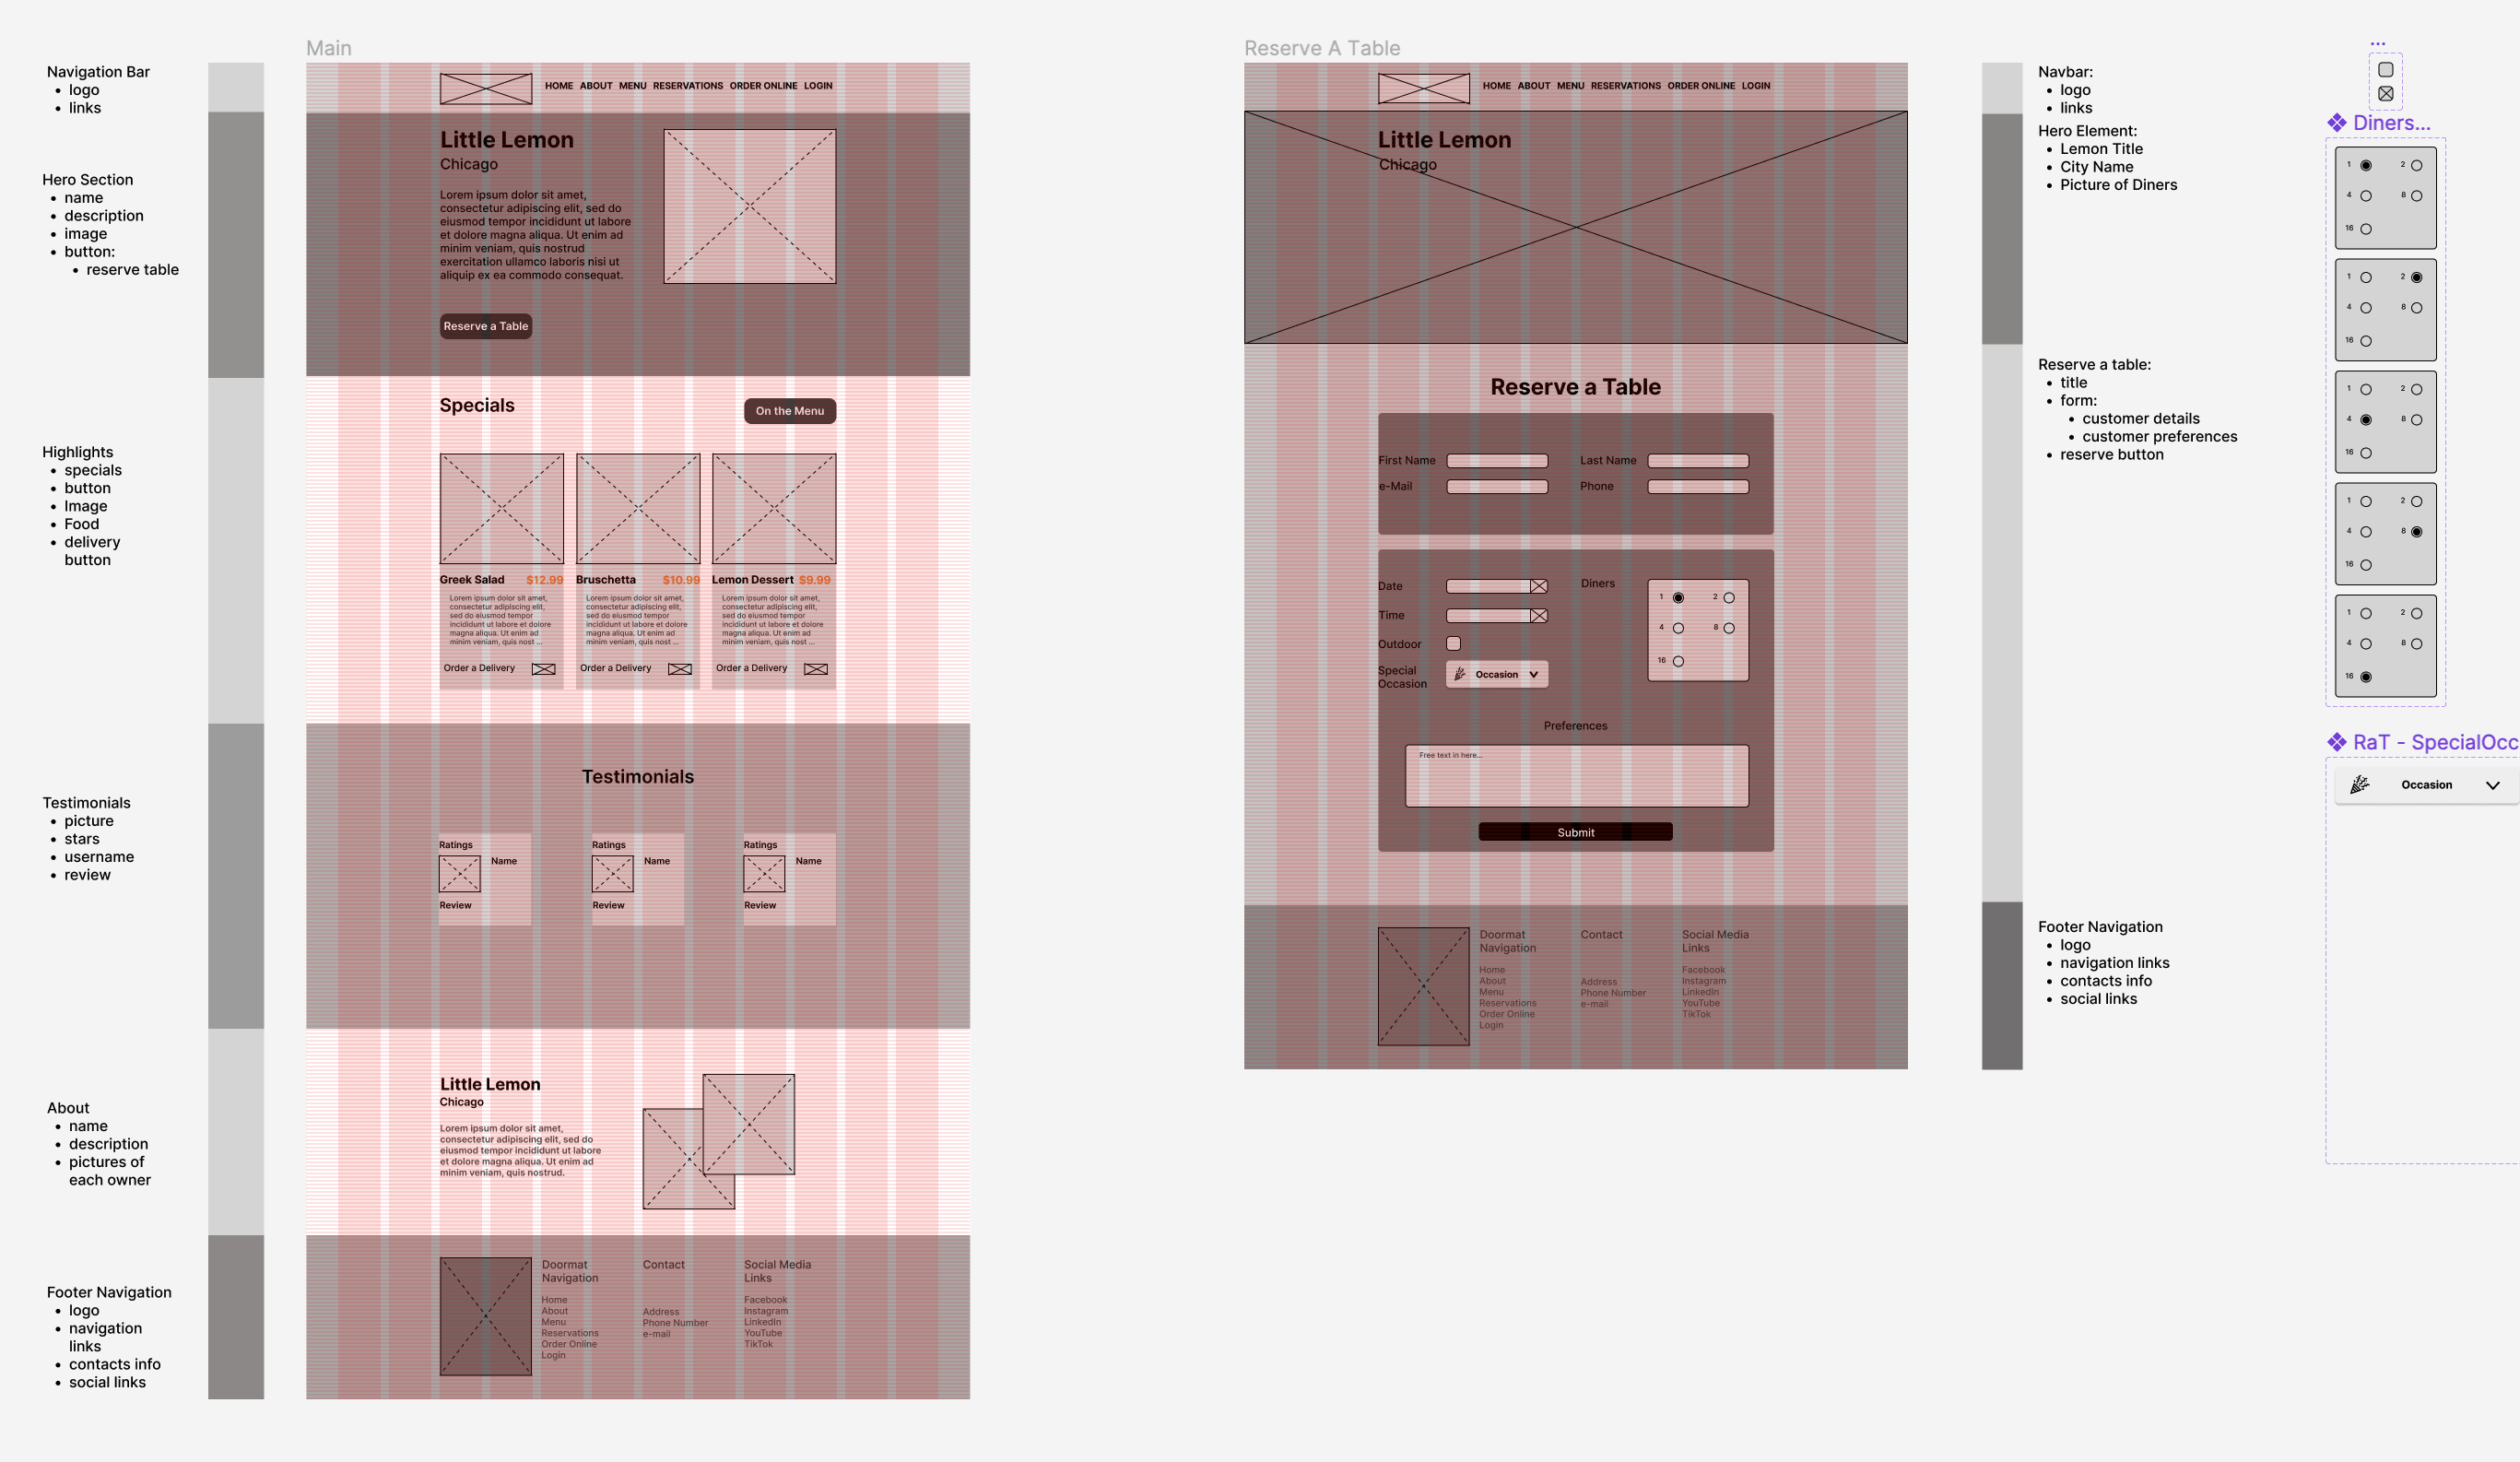 Main
Navigation Bar
logo
links
Hero Section
name
description
image
button:
reserve table
Highlights
specials
button
Image
Food
delivery
button
Testimonials
picture
stars
username
review
About
name
description
pictures of
each owner
Footer Navigation
logo
navigation
links
contacts info
social links
HOME ABOUT MENU RESERVATIONS ORDER ONLINE LOGIN
Little Lemon
Chicago
Lorem ipsum dolor sit amet,
consectetur adipiscing elit, sed do
eiusmod tempor incididunt ut labore
et dolore magna aliqua. Ut enim ad
minim veniam, quis nostrud
exercitation ullamco laboris nisi ut
aliquip ex ea commodo consequat.
Reserve a Table
Specials
On the Menu
Greek Salad $12.99
Lorem ipsum dolor sit amet,
consectetur adipiscing elit,
sed do eiusmod tempor
incididunt ut labore et dolore
magna aliqua. Ut enim ad
minim veniam, quis nost ...
Order a Delivery
Bruschetta $10.99
Lorem ipsum dolor sit amet,
consectetur adipiscing elit,
sed do eiusmod tempor
incididunt ut labore et dolore
magna aliqua. Ut enim ad
minim veniam, quis nost ...
Order a Delivery
Lemon Dessert $9.99
Lorem ipsum dolor sit amet,
consectetur adipiscing elit,
sed do eiusmod tempor
incididunt ut labore et dolore
magna aliqua. Ut enim ad
minim veniam, quis nost ...
Order a Delivery
Testimonials
Ratings
Name
Review
Ratings
Name
Review
Ratings
Name
Review
Little Lemon
Chicago
Lorem ipsum dolor sit amet,
consectetur adipiscing elit, sed do
eiusmod tempor incididunt ut labore
et dolore magna aliqua. Ut enim ad
minim veniam, quis nostrud.
Doormat
Navigation
Home
About
Menu
Reservations
Order Online
Login
Contact
Address
Phone Number
e-mail
Social Media
Links
Facebook
Instagram
LinkedIn
YouTube
TikTok
Reserve A Table
HOME ABOUT MENU RESERVATIONS ORDER ONLINE LOGIN
Little Lemon
Chicago
Reserve a Table
First Name
Last Name
e-Mail
Phone
Date
Time
Outdoor
Special
Occasion
Occasion
Diners
1 2
4 8
16
Preferences
Free text in here...
Submit
Doormat
Navigation
Home
About
Menu
Reservations
Order Online
Login
Contact
Address
Phone Number
e-mail
Social Media
Links
Facebook
Instagram
LinkedIn
YouTube
TikTok
Navbar:
logo
links
Hero Element:
Lemon Title
City Name
Picture of Diners
Reserve a table:
title
form:
customer details
customer preferences
reserve button
Footer Navigation
logo
navigation links
contacts info
social links
...
Diners...
1 2
4 8
16
1 2
4 8
16
1 2
4 8
16
1 2
4 8
16
1 2
4 8
16
RaT - SpecialOcc
Occasion